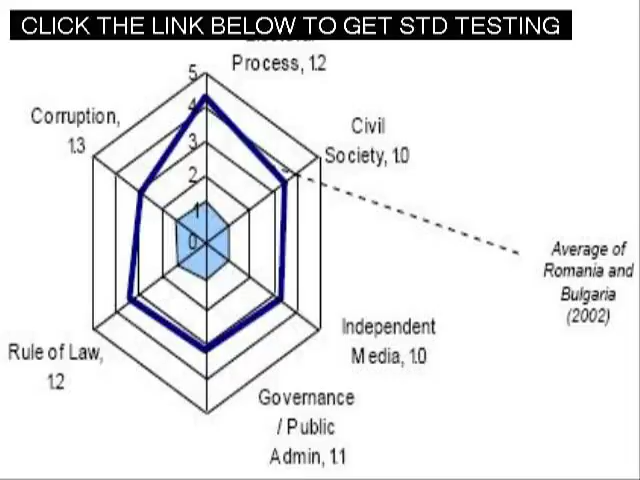 CLICK THE LINK BELOW TO GET STD TESTING
Process, 1.2
5
4
3
2
1
0
Corruption,
1.3
Civil
Society, 1.0
Average of
Romania and
Bulgaria
(2002)
Independent
Media, 1.0
Rule of Law,
1.2
Governance
/ Public
Admin, 1.1